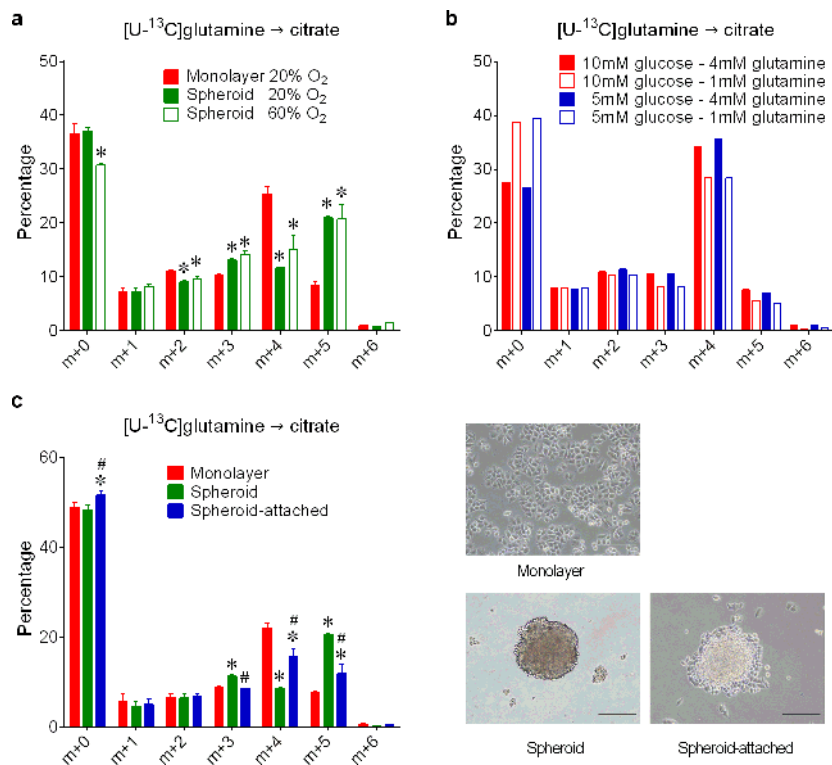 a
[U-¹³C]glutamine → citrate
Monolayer 20% O₂
Spheroid 20% O₂
Spheroid 60% O₂
Percentage
50
40
30
20
10
0
*
*
*
*
*
*
*
*
*
m+0
m+1
m+2
m+3
m+4
m+5
m+6
b
[U-¹³C]glutamine → citrate
10mM glucose - 4mM glutamine
10mM glucose - 1mM glutamine
5mM glucose - 4mM glutamine
5mM glucose - 1mM glutamine
Percentage
50
40
30
20
10
0
m+0
m+1
m+2
m+3
m+4
m+5
m+6
c
[U-¹³C]glutamine → citrate
Monolayer
Spheroid
Spheroid-attached
Percentage
60
40
20
0
#
*
*
#
*
#
*
*
#
*
m+0
m+1
m+2
m+3
m+4
m+5
m+6
Monolayer
Spheroid
Spheroid-attached